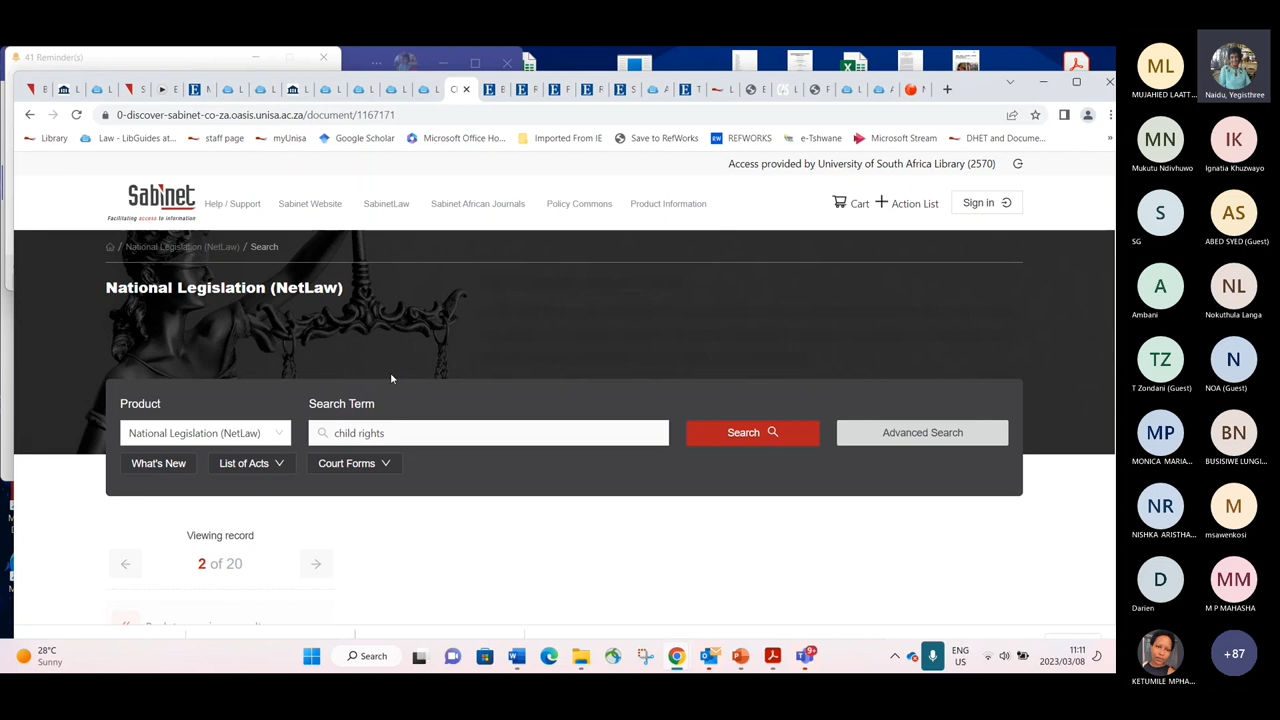 41 Reminder(s)
0-discover-sabinet-co-za.oasis.unisa.ac.za/document/1167171
Library
Law - LibGuides at...
staff page
myUnisa
Google Scholar
Microsoft Office Ho...
Imported From IE
Save to RefWorks
RW REFWORKS
e-Tshwane
Microsoft Stream
DHET and Docume...
Access provided by University of South Africa Library (2570)
Sabinet
Facilitating access to information
Help / Support
Sabinet Website
SabinetLaw
Sabinet African Journals
Policy Commons
Product Information
Cart
Action List
Sign in
/ National Legislation (NetLaw) / Search
National Legislation (NetLaw)
Product
Search Term
National Legislation (NetLaw)
child rights
Search
Advanced Search
What's New
List of Acts
Court Forms
Viewing record
2 of 20
28°C
Sunny
Search
9+
ENG
US
11:11
2023/03/08
ML
MUJAHIED LAATT...
Naidu, Yegisthree
MN
Mukutu Ndivhuwo
IK
Ignatia Khuzwayo
S
SG
AS
ABED SYED (Guest)
A
Ambani
NL
Nokuthula Langa
TZ
T Zondani (Guest)
N
NOA (Guest)
MP
MONICA MARIA...
BN
BUSISIWE LUNGI...
NR
NISHKA ARISTHA...
M
msawenkosi
D
Darien
MM
M P MAHASHA
KETUMILE MPHA...
+87